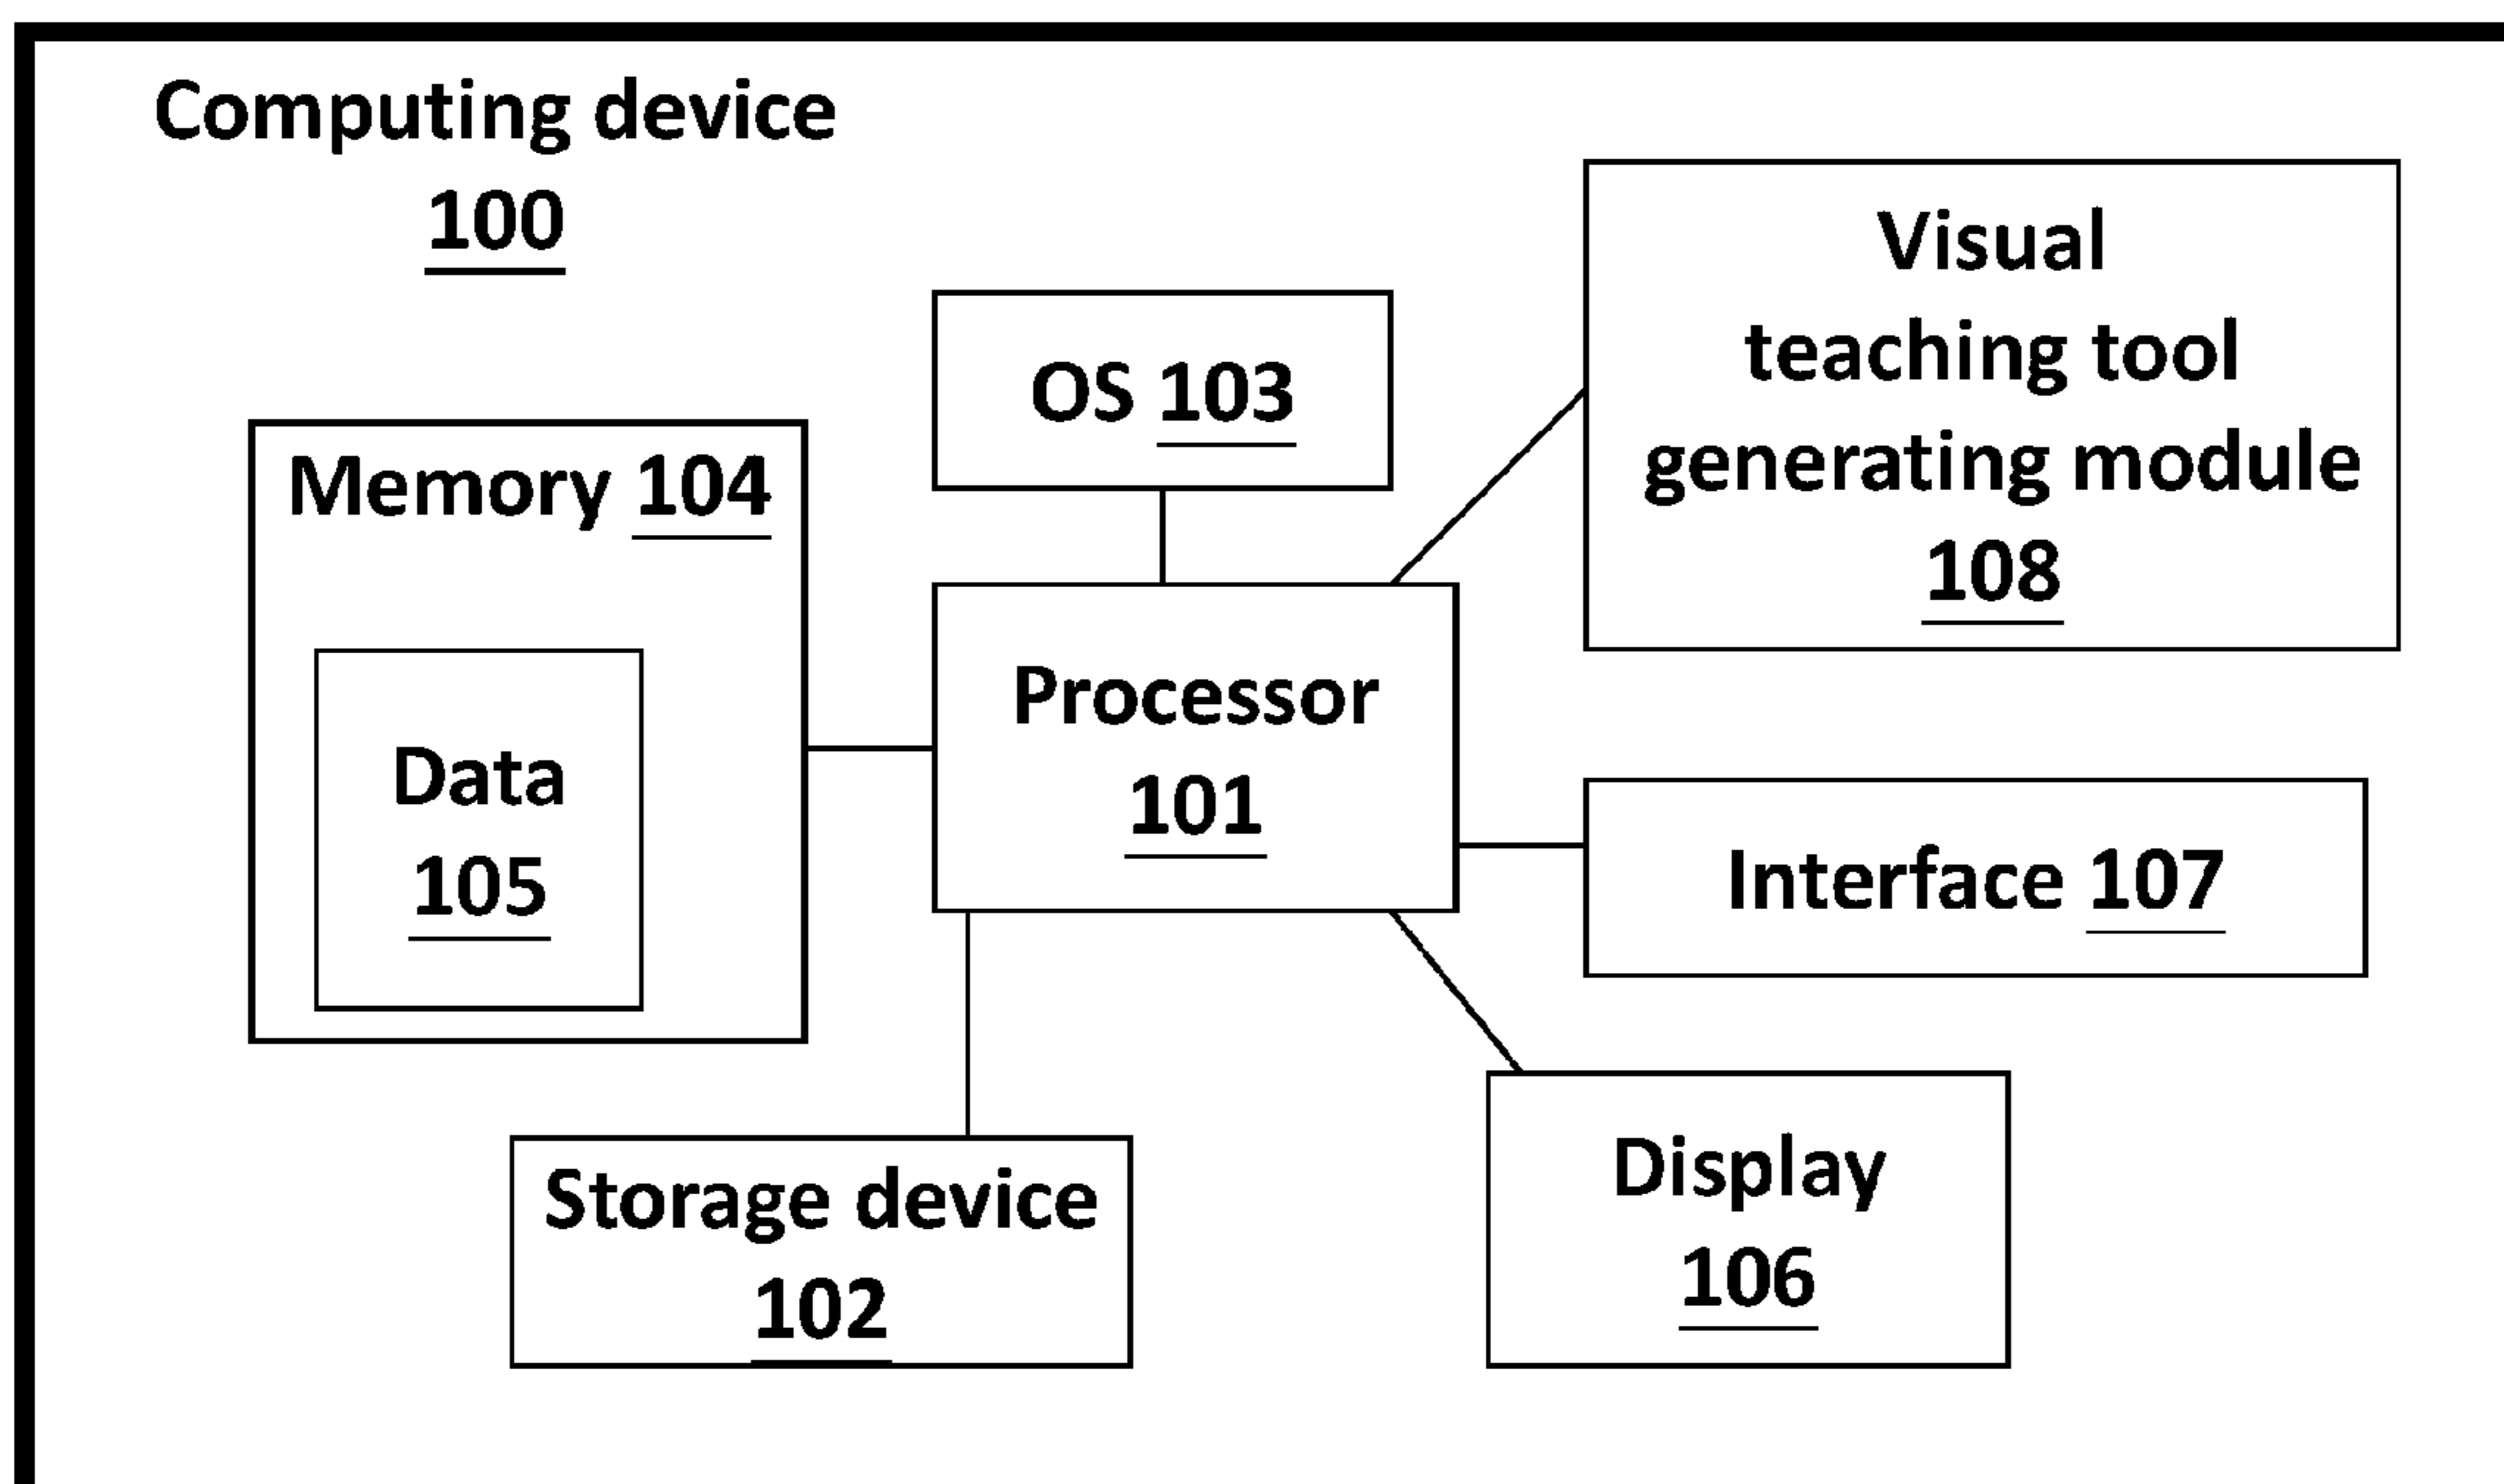 Computing device
100
OS 103
Visual
teaching tool
generating module
108
Memory 104
Data
105
Processor
101
Interface 107
Storage device
102
Display
106